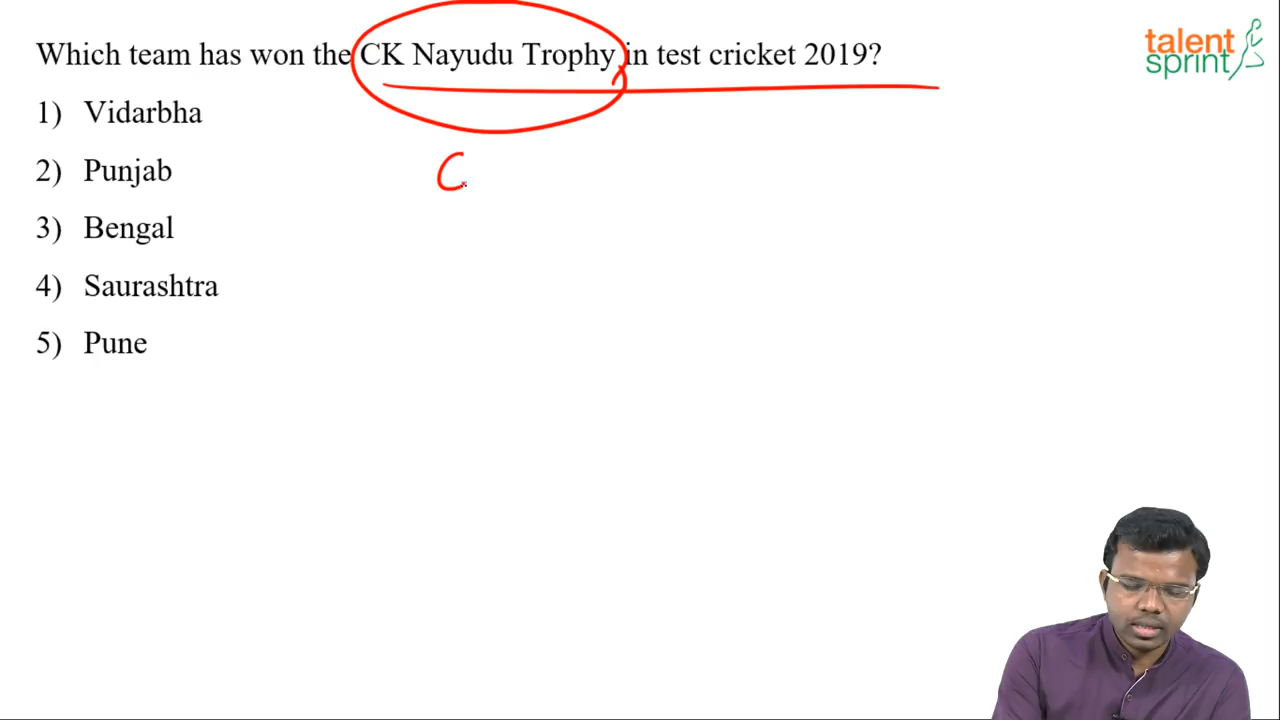 Which team has won the CK Nayudu Trophy in test cricket 2019?
talent
sprint
1) Vidarbha
2) Punjab
C
3) Bengal
4) Saurashtra
5) Pune